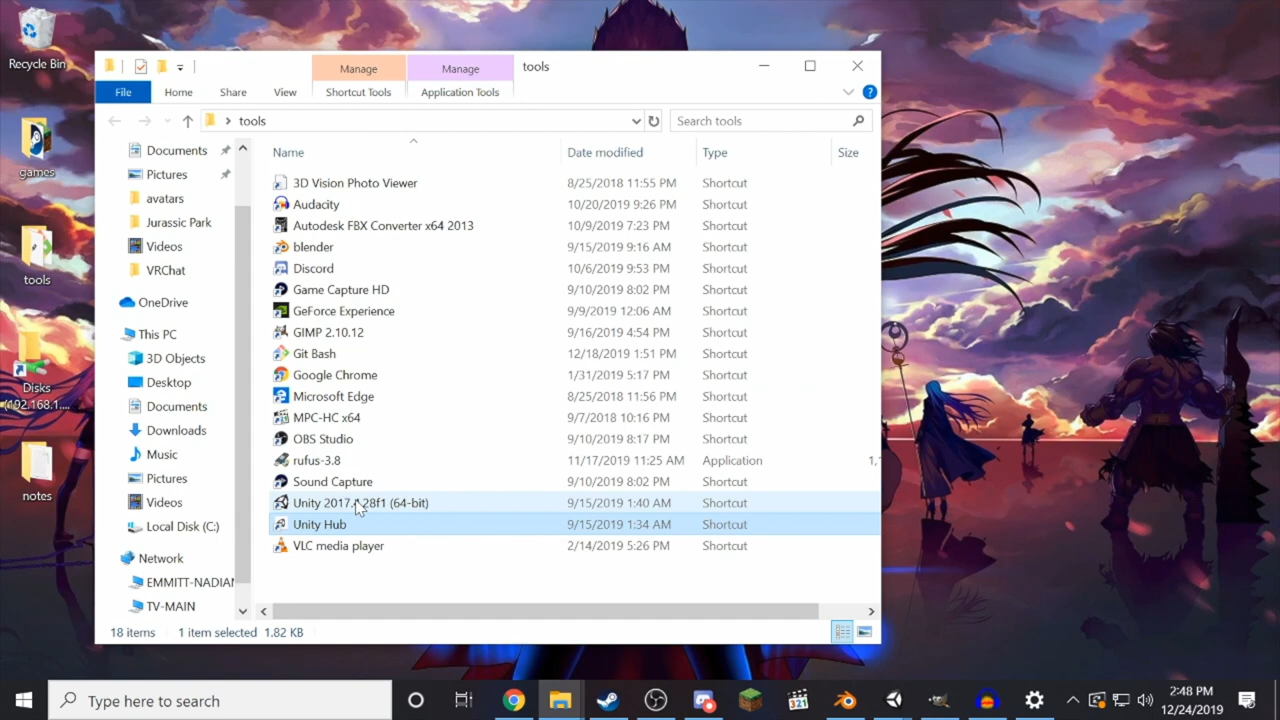 Recycle Bin
games
tools
Disks
(192.168.1....
notes
Manage
Manage
tools
File
Home
Share
View
Shortcut Tools
Application Tools
tools
Search tools
Documents
Pictures
avatars
Jurassic Park
Videos
VRChat
OneDrive
This PC
3D Objects
Desktop
Documents
Downloads
Music
Pictures
Videos
Local Disk (C:)
Network
EMMITT-NADIAN
TV-MAIN
Name Date modified Type Size
3D Vision Photo Viewer 8/25/2018 11:55 PM Shortcut
Audacity 10/20/2019 9:26 PM Shortcut
Autodesk FBX Converter x64 2013 10/9/2019 7:23 PM Shortcut
blender 9/15/2019 9:16 AM Shortcut
Discord 10/6/2019 9:53 PM Shortcut
Game Capture HD 9/10/2019 8:02 PM Shortcut
GeForce Experience 9/9/2019 12:06 AM Shortcut
GIMP 2.10.12 9/16/2019 4:54 PM Shortcut
Git Bash 12/18/2019 1:51 PM Shortcut
Google Chrome 1/31/2019 5:17 PM Shortcut
Microsoft Edge 8/25/2018 11:56 PM Shortcut
MPC-HC x64 9/7/2018 10:16 PM Shortcut
OBS Studio 9/10/2019 8:17 PM Shortcut
rufus-3.8 11/17/2019 11:25 AM Application 1,
Sound Capture 9/10/2019 8:02 PM Shortcut
Unity (64-bit) 9/15/2019 1:40 AM Shortcut
Unity Hub 9/15/2019 1:34 AM Shortcut
VLC media player 2/14/2019 5:26 PM Shortcut
18 items 1 item selected 1.82 KB
Type here to search
321
2:48 PM
12/24/2019